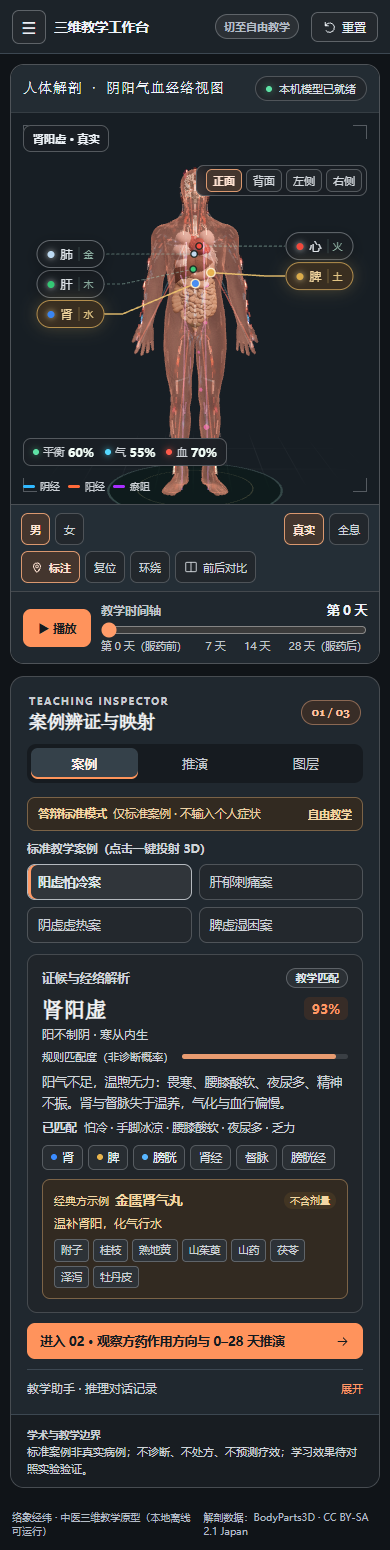 三维教学工作台
切至自由教学
重置
人体解剖 · 阴阳气血经络视图
本机模型已就绪
肾阳虚 • 真实
正面 背面 左侧 右侧
肺 金
心 火
肝 木
脾 土
肾 水
平衡 60% 气 55% 血 70%
阴经 阳经 瘀阻
男 女 真实 全息
标注 复位 环绕 前后对比
播放
教学时间轴 第 0 天
第 0 天（服药前） 7 天 14 天 28 天（服药后）
TEACHING INSPECTOR
案例辨证与映射
01 / 03
案例 推演 图层
答辩标准模式 仅标准案例 · 不输入个人症状 自由教学
标准教学案例（点击一键投射 3D）
阳虚怕冷案 肝郁刺痛案
阴虚虚热案 脾虚湿困案
证候与经络解析 教学匹配
肾阳虚 93%
阳不制阴 · 寒从内生
规则匹配度（非诊断概率）
阳气不足，温煦无力：畏寒、腰膝酸软、夜尿多、精神
不振。肾与督脉失于温养，气化与血行偏慢。
已匹配 怕冷 · 手脚冰凉 · 腰膝酸软 · 夜尿多 · 乏力
肾 脾 膀胱 肾经 督脉 膀胱经
经典方示例 金匮肾气丸 不含剂量
温补肾阳，化气行水
附子 桂枝 熟地黄 山茱萸 山药 茯苓
泽泻 牡丹皮
进入 02 • 观察方药作用方向与 0–28 天推演 →
教学助手 · 推理对话记录 展开
学术与教学边界
标准案例非真实病例；不诊断、不处方、不预测疗效；学习效果待对
照实验验证。
络象经纬 · 中医三维教学原型（本地离线
可运行）
解剖数据：BodyParts3D · CC BY-SA
2.1 Japan